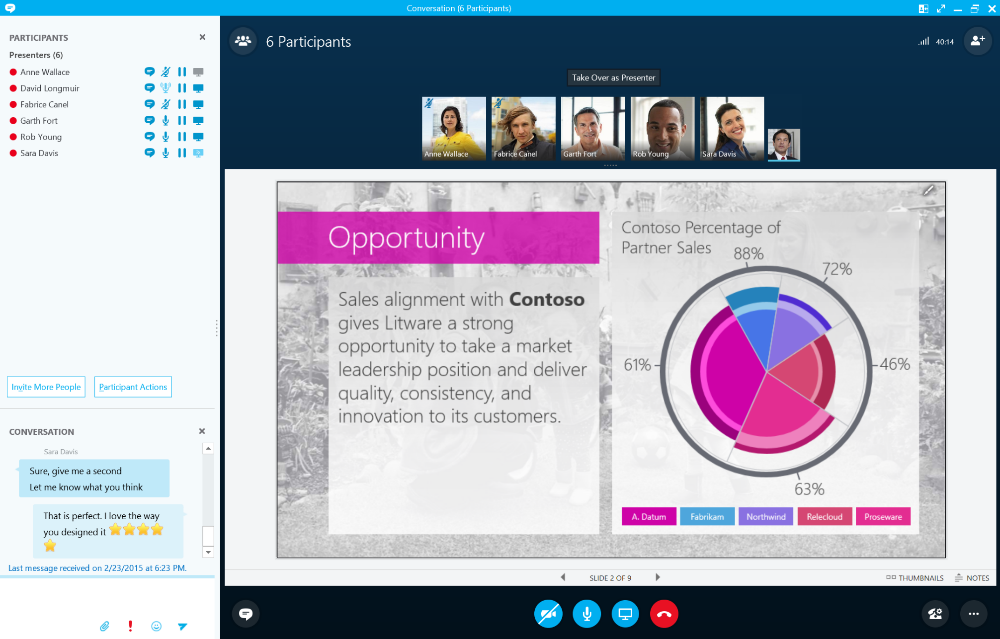 Conversation (6 Participants)
PARTICIPANTS
Presenters (6)
Anne Wallace
David Longmuir
Fabrice Canel
Garth Fort
Rob Young
Sara Davis
Invite More People
Participant Actions
CONVERSATION
Sara Davis
Sure, give me a second
Let me know what you think
That is perfect. I love the way
you designed it
Last message received on 2/23/2015 at 6:23 PM.
6 Participants
40:14
Take Over as Presenter
Anne Wallace
Fabrice Canel
Garth Fort
Rob Young
Sara Davis
Opportunity
Sales alignment with Contoso
gives Litware a strong
opportunity to take a market
leadership position and deliver
quality, consistency, and
innovation to its customers.
Contoso Percentage of
Partner Sales
88%
72%
61%
46%
63%
A. Datum
Fabrikam
Northwind
Relecloud
Proseware
SLIDE 2 OF 9
THUMBNAILS
NOTES